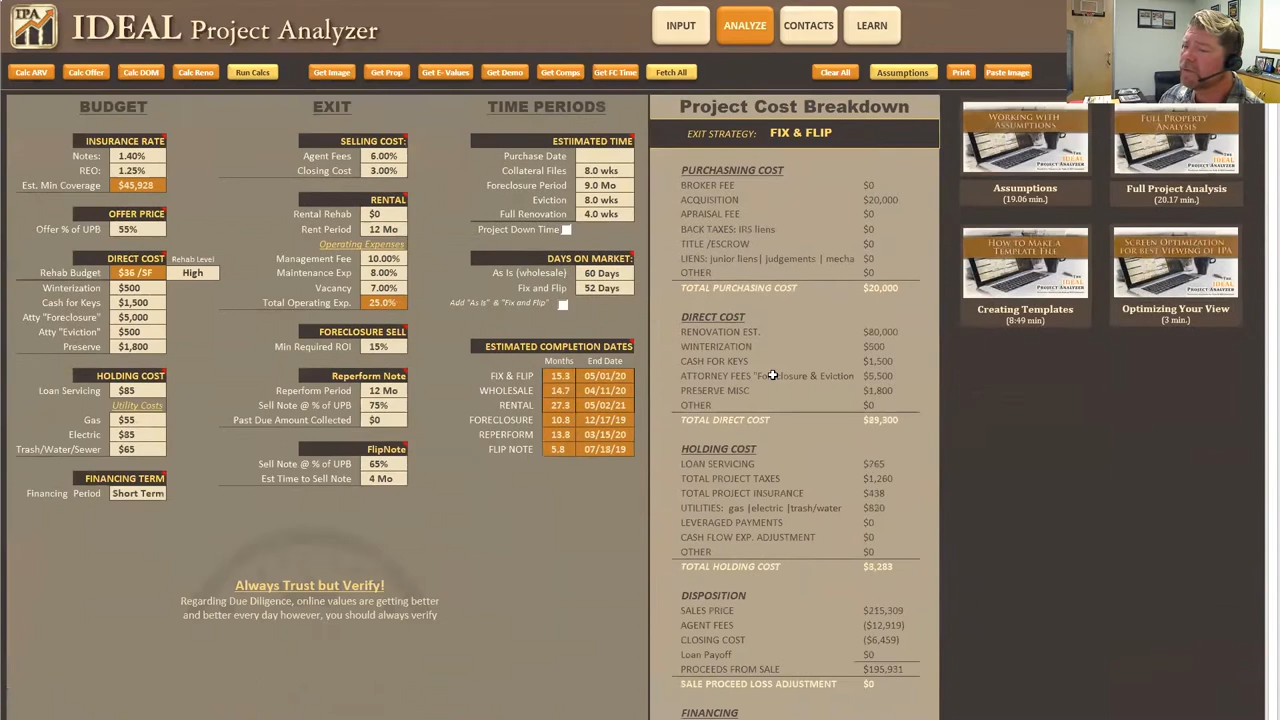 IPA
IDEAL Project Analyzer
INPUT
ANALYZE
CONTACTS
LEARN
Calc ARV
Calc Offer
Calc DOM
Calc Reno
Run Calcs
Get Image
Get Prop
Get E- Values
Get Demo
Get Comps
Get FC Time
Fetch All
Clear All
Assumptions
Print
Paste Image
BUDGET
INSURANCE RATE
Notes: 1.40%
REO: 1.25%
Est. Min Coverage $45,928
OFFER PRICE
Offer % of UPB 55%
DIRECT COST Rehab Level
Rehab Budget $36 /SF High
Winterization $500
Cash for Keys $1,500
Atty "Foreclosure" $5,000
Atty "Eviction" $500
Preserve $1,800
HOLDING COST
Loan Servicing $85
Utility Costs
Gas $55
Electric $85
Trash/Water/Sewer $65
FINANCING TERM
Financing Period Short Term
EXIT
SELLING COST:
Agent Fees 6.00%
Closing Cost 3.00%
RENTAL
Rental Rehab $0
Rent Period 12 Mo
Operating Expenses
Management Fee 10.00%
Maintenance Exp 8.00%
Vacancy 7.00%
Total Operating Exp. 25.0%
FORECLOSURE SELL
Min Required ROI 15%
Reperform Note
Reperform Period 12 Mo
Sell Note @ % of UPB 75%
Past Due Amount Collected $0
FlipNote
Sell Note @ % of UPB 65%
Est Time to Sell Note 4 Mo
TIME PERIODS
ESTIIMATED TIME
Purchase Date
Collateral Files 8.0 wks
Foreclosure Period 9.0 Mo
Eviction 8.0 wks
Full Renovation 4.0 wks
Project Down Time
DAYS ON MARKET:
As Is (wholesale) 60 Days
Fix and Flip 52 Days
Add "As Is" & "Fix and Flip"
ESTIMATED COMPLETION DATES
Months End Date
FIX & FLIP 15.3 05/01/20
WHOLESALE 14.7 04/11/20
RENTAL 27.3 05/02/21
FORECLOSURE 10.8 12/17/19
REPERFORM 13.8 03/15/20
FLIP NOTE 5.8 07/18/19
Always Trust but Verify!
Regarding Due Diligence, online values are getting better
and better every day however, you should always verify
Project Cost Breakdown
EXIT STRATEGY: FIX & FLIP
PURCHASING COST
BROKER FEE $0
ACQUISITION $20,000
APRAISAL FEE $0
BACK TAXES: IRS liens $0
TITLE /ESCROW $0
LIENS: junior liens| judgements | mecha $0
OTHER $0
TOTAL PURCHASING COST $20,000
DIRECT COST
RENOVATION EST. $80,000
WINTERIZATION $500
CASH FOR KEYS $1,500
ATTORNEY FEES "Foreclosure & Eviction $5,500
PRESERVE MISC $1,800
OTHER $0
TOTAL DIRECT COST $89,300
HOLDING COST
LOAN SERVICING $765
TOTAL PROJECT TAXES $1,260
TOTAL PROJECT INSURANCE $438
UTILITIES: gas |electric |trash/water $820
LEVERAGED PAYMENTS $0
CASH FLOW EXP. ADJUSTMENT $0
OTHER $0
TOTAL HOLDING COST $8,283
DISPOSITION
SALES PRICE $215,309
AGENT FEES ($12,919)
CLOSING COST ($6,459)
Loan Payoff $0
PROCEEDS FROM SALE $195,931
SALE PROCEED LOSS ADJUSTMENT $0
FINANCING
WORKING WITH
ASSUMPTIONS
Assumptions
(19.06 min.)
FULL PROPERTY
ANALYSIS
Full Project Analysis
(20.17 min.)
HOW TO MAKE A
TEMPLATE FILE
Creating Templates
(8:49 min)
SCREEN OPTIMIZATION
FOR BEST VIEWING OF IPA
Optimizing Your View
(3 min.)